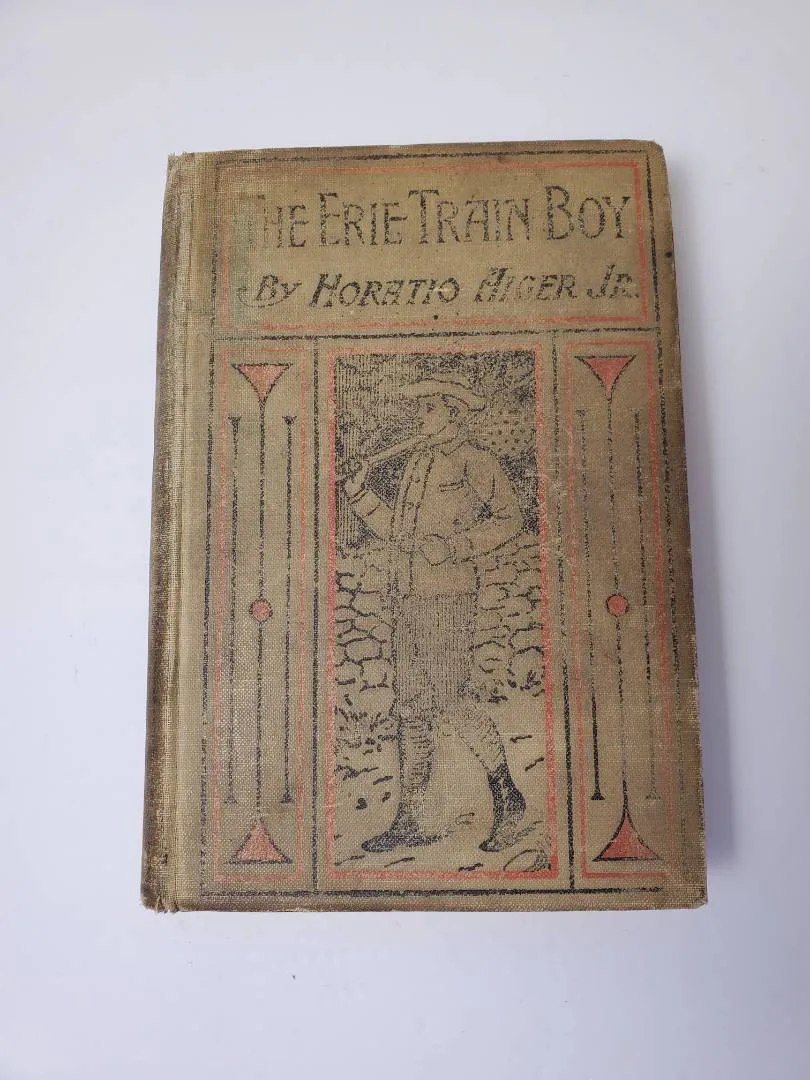 THE ERIE TRAIN BOY
By HORATIO ALGER JR.